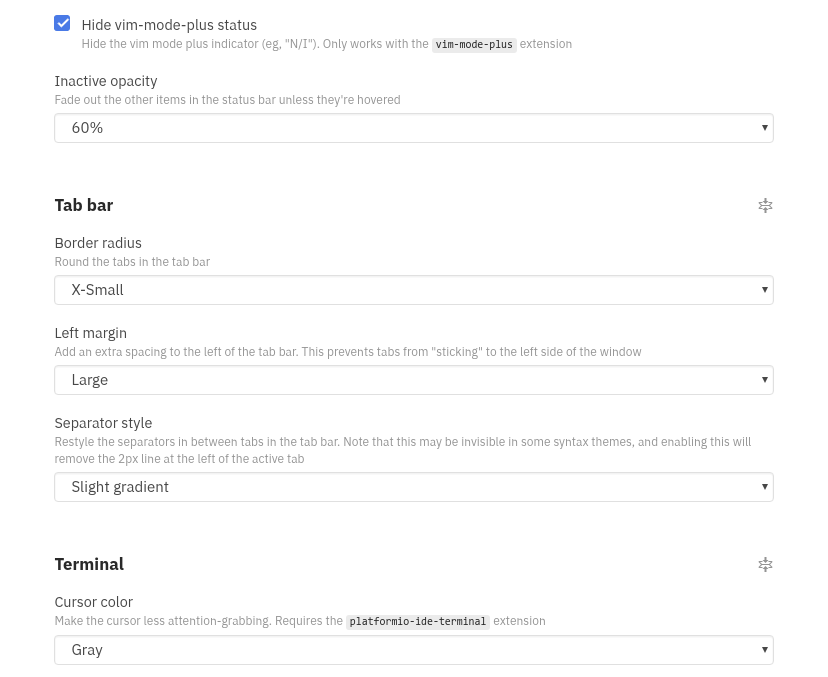 Hide vim-mode-plus status
Hide the vim mode plus indicator (eg, "N/I"). Only works with the vim-mode-plus extension
Inactive opacity
Fade out the other items in the status bar unless they're hovered
60%
Tab bar
Border radius
Round the tabs in the tab bar
X-Small
Left margin
Add an extra spacing to the left of the tab bar. This prevents tabs from "sticking" to the left side of the window
Large
Separator style
Restyle the separators in between tabs in the tab bar. Note that this may be invisible in some syntax themes, and enabling this will
remove the 2px line at the left of the active tab
Slight gradient
Terminal
Cursor color
Make the cursor less attention-grabbing. Requires the platformio-ide-terminal extension
Gray